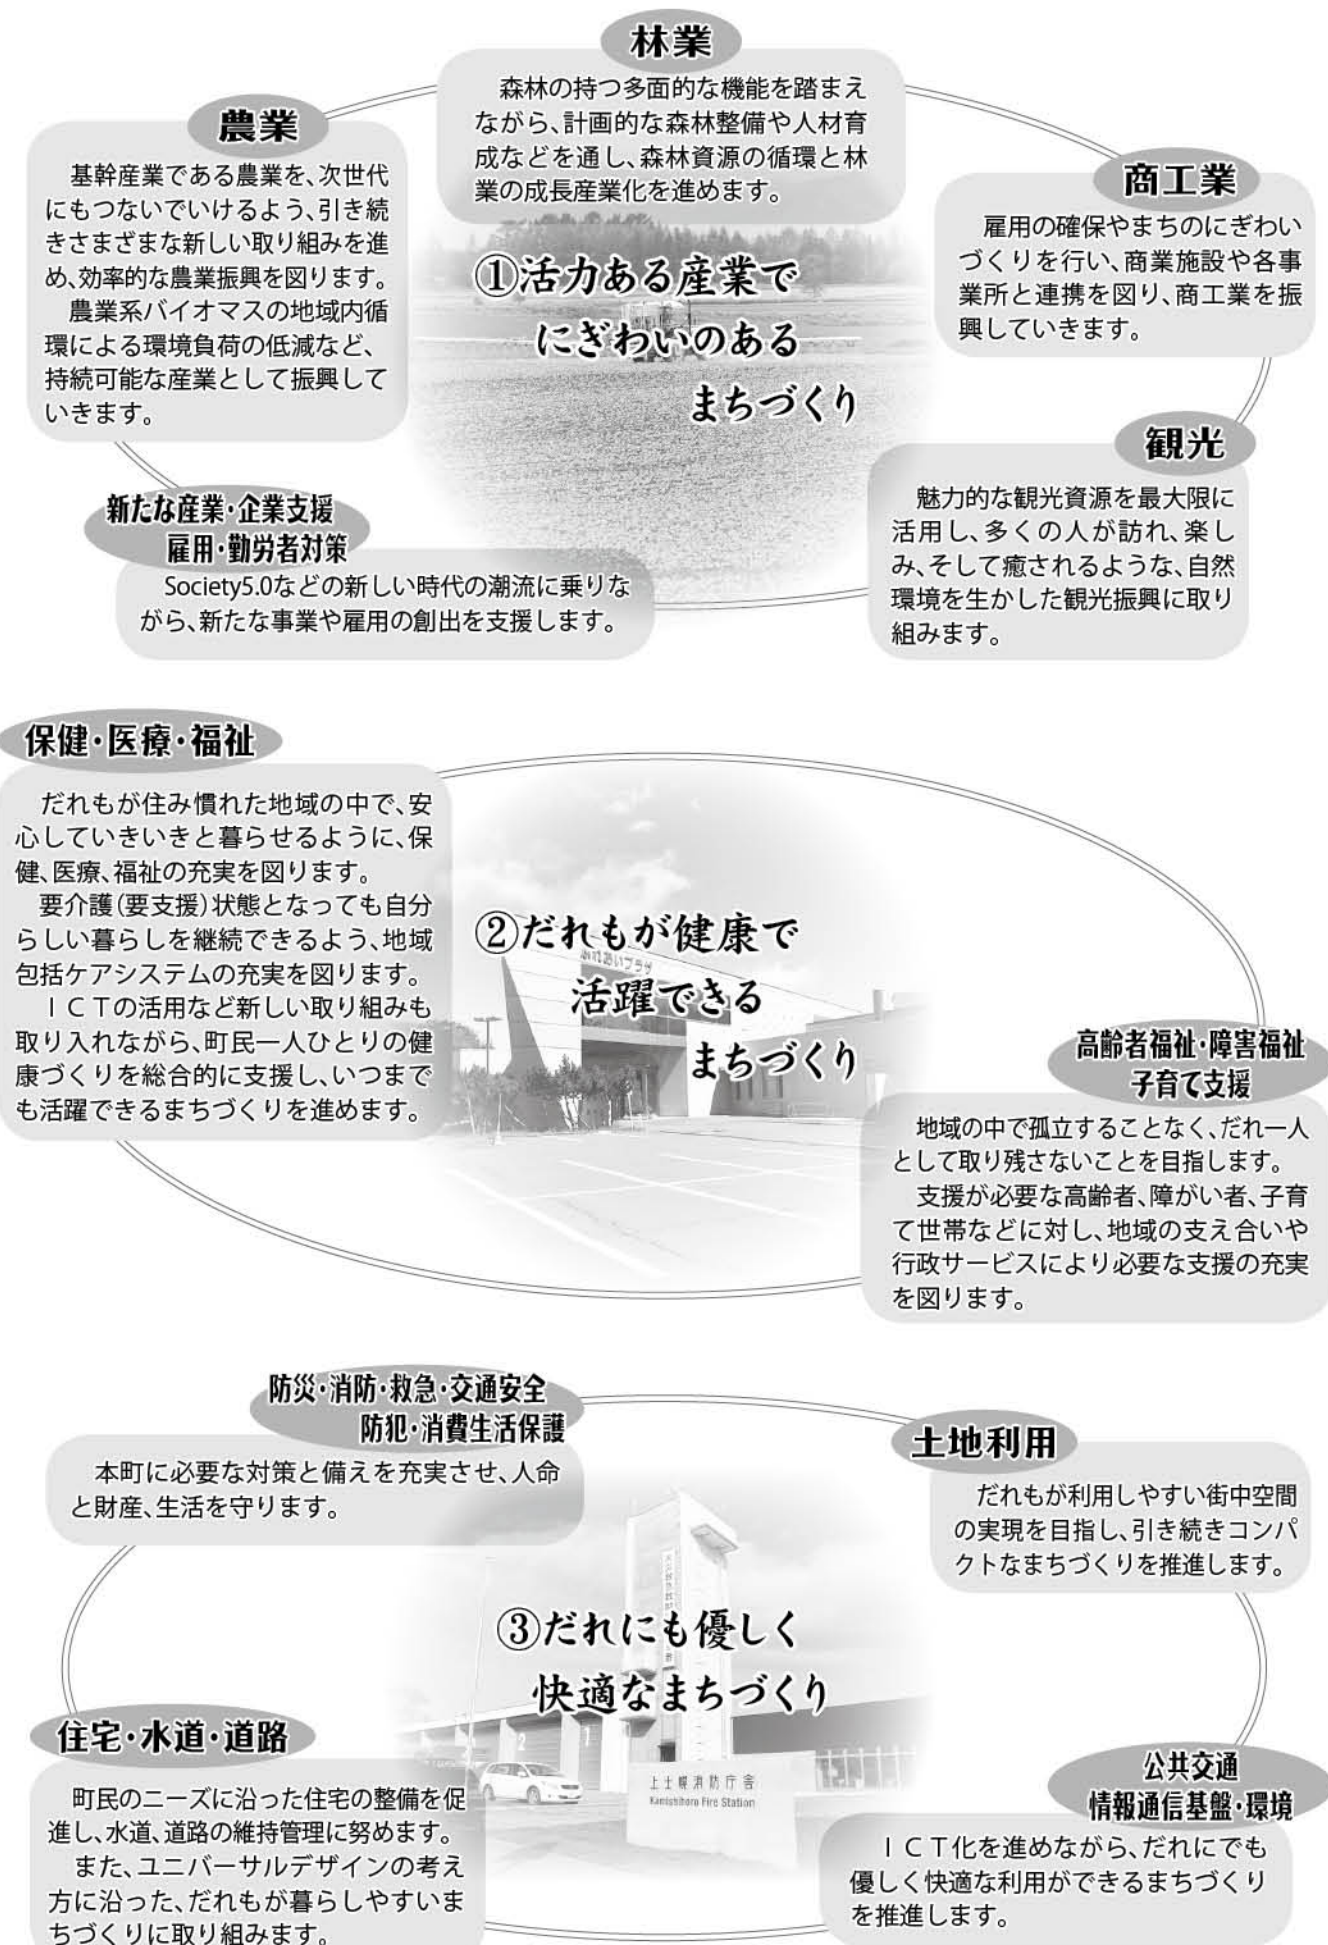 林業
森林の持つ多面的な機能を踏まえ
ながら、計画的な森林整備や人材育
成などを通し、森林資源の循環と林
業の成長産業化を進めます。
農業
基幹産業である農業を、次世代
にもつないでいけるよう、引き続
きさまざまな新しい取り組みを進
め、効率的な農業振興を図ります。
農業系バイオマスの地域内循
環による環境負荷の低減など、
持続可能な産業として振興して
いきます。
商工業
雇用の確保やまちのにぎわい
づくりを行い、商業施設や各事
業所と連携を図り、商工業を振
興していきます。
①活力ある産業で
にぎわいのある
まちづくり
観光
魅力的な観光資源を最大限に
活用し、多くの人が訪れ、楽し
み、そして癒されるような、自然
環境を生かした観光振興に取り
組みます。
新たな産業・企業支援
雇用・勤労者対策
Society5.0などの新しい時代の潮流に乗りな
がら、新たな事業や雇用の創出を支援します。
保健・医療・福祉
だれもが住み慣れた地域の中で、安
心していきいきと暮らせるように、保
健、医療、福祉の充実を図ります。
要介護(要支援)状態となっても自分
らしい暮らしを継続できるよう、地域
包括ケアシステムの充実を図ります。
ICTの活用など新しい取り組みも
取り入れながら、町民一人ひとりの健
康づくりを総合的に支援し、いつまで
も活躍できるまちづくりを進めます。
②だれもが健康で
ふれあいプラザ
活躍できる
まちづくり
高齢者福祉・障害福祉
子育て支援
地域の中で孤立することなく、だれ一人
として取り残さないことを目指します。
支援が必要な高齢者、障がい者、子育
て世帯などに対し、地域の支え合いや
行政サービスにより必要な支援の充実
を図ります。
防災・消防・救急・交通安全
防犯・消費生活保護
本町に必要な対策と備えを充実させ、人命
と財産、生活を守ります。
土地利用
だれもが利用しやすい街中空間
の実現を目指し、引き続きコンパ
クトなまちづくりを推進します。
③だれにも優しく
快適なまちづくり
2
1
上士幌消防庁舎
Kamishihoro Fire Station
住宅・水道・道路
町民のニーズに沿った住宅の整備を促
進し、水道、道路の維持管理に努めます。
また、ユニバーサルデザインの考え
方に沿った、だれもが暮らしやすいま
ちづくりに取り組みます。
公共交通
情報通信基盤・環境
ICT化を進めながら、だれにでも
優しく快適な利用ができるまちづくり
を推進します。